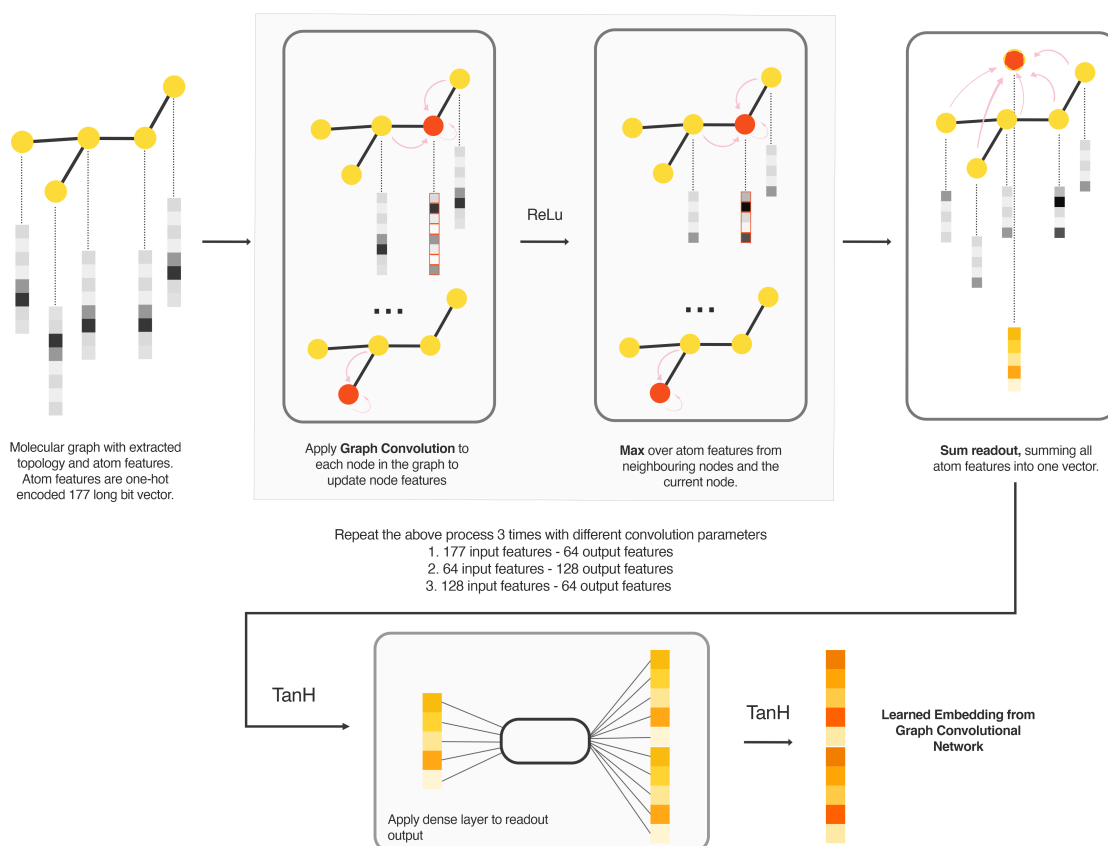 ReLu
Molecular graph with extracted
topology and atom features.
Atom features are one-hot
encoded 177 long bit vector.
Apply Graph Convolution to
each node in the graph to
update node features
Max over atom features from
neighbouring nodes and the
current node.
Sum readout, summing all
atom features into one vector.
Repeat the above process 3 times with different convolution parameters
1. 177 input features - 64 output features
2. 64 input features - 128 output features
3. 128 input features - 64 output features
TanH
Apply dense layer to readout
output
TanH
Learned Embedding from
Graph Convolutional
Network